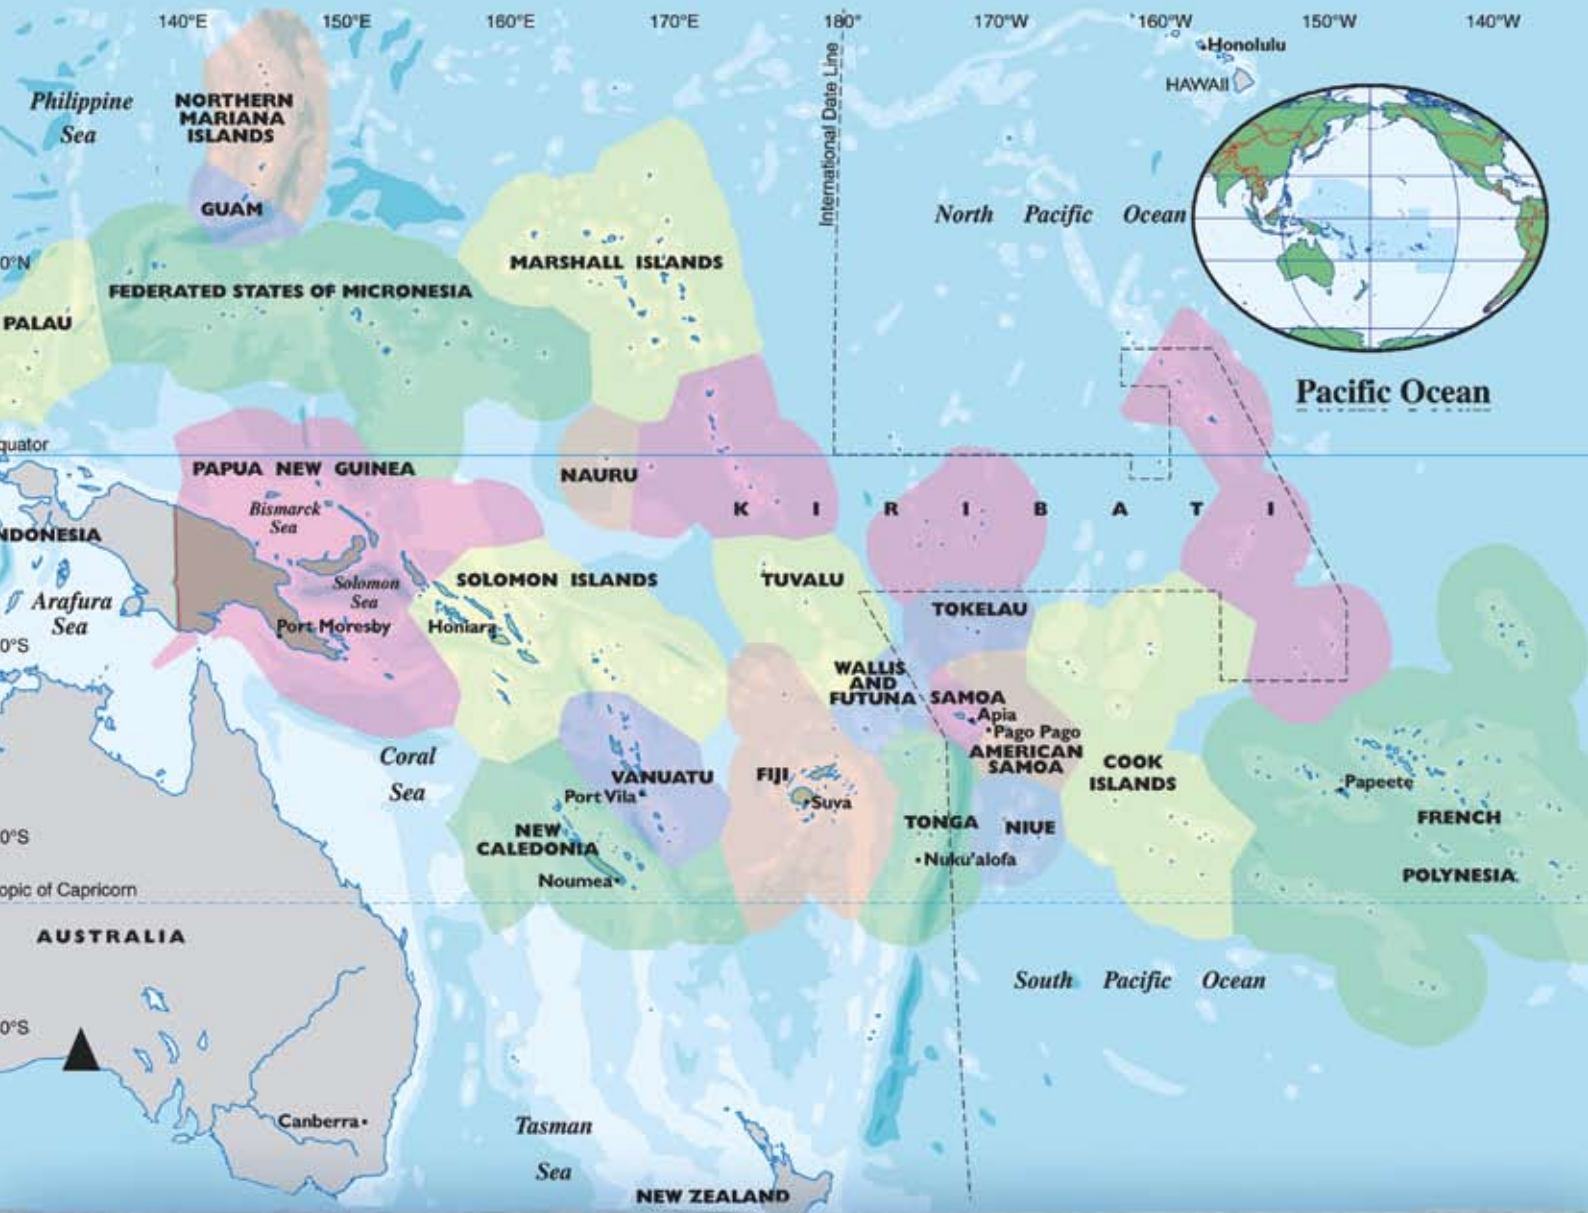 140°E 150°E 160°E 170°E 180° 170°W 160°W 150°W 140°W
International Date Line
Honolulu
HAWAII
Philippine
Sea
NORTHERN
MARIANA
ISLANDS
GUAM
North Pacific Ocean
0°N
MARSHALL ISLANDS
FEDERATED STATES OF MICRONESIA
PALAU
Pacific Ocean
quator
PAPUA NEW GUINEA
NAURU
Bismarck
Sea
K I R I B A T I
NDONESIA
Solomon
Sea
SOLOMON ISLANDS
TUVALU
Arafura
Sea
TOKELAU
Port Moresby
Honiara
0°S
WALLIS
AND
FUTUNA
SAMOA
Apia
Pago Pago
AMERICAN
SAMOA
Coral
Sea
COOK
ISLANDS
VANUATU
Port Vila
FIJI
Suva
Papeete
FRENCH
POLYNESIA
TONGA
NIUE
0°S
NEW
CALEDONIA
Nuku'alofa
Noumea
opic of Capricorn
AUSTRALIA
South Pacific Ocean
0°S
Canberra
Tasman
Sea
NEW ZEALAND